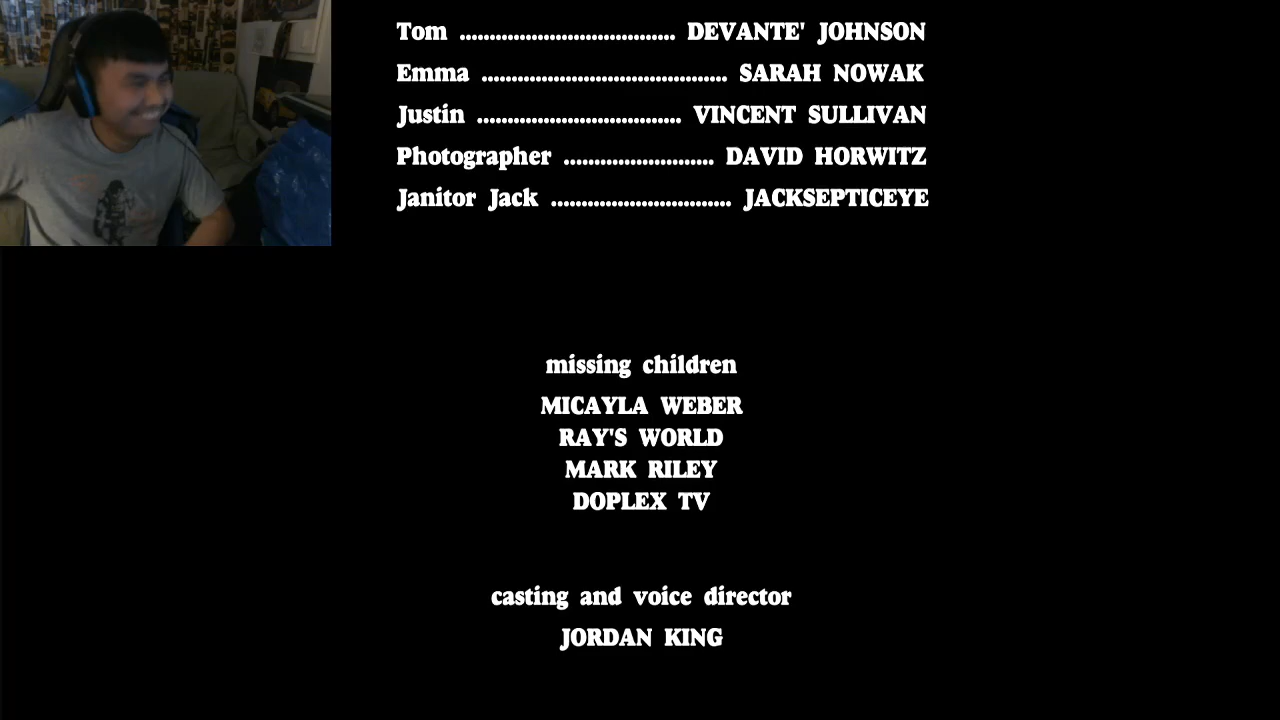 Tom .................................... DEVANTE' JOHNSON
Emma ......................................... SARAH NOWAK
Justin .................................. VINCENT SULLIVAN
Photographer ......................... DAVID HORWITZ
Janitor Jack .............................. JACKSEPTICEYE
missing children
MICAYLA WEBER
RAY'S WORLD
MARK RILEY
DOPLEX TV
casting and voice director
JORDAN KING